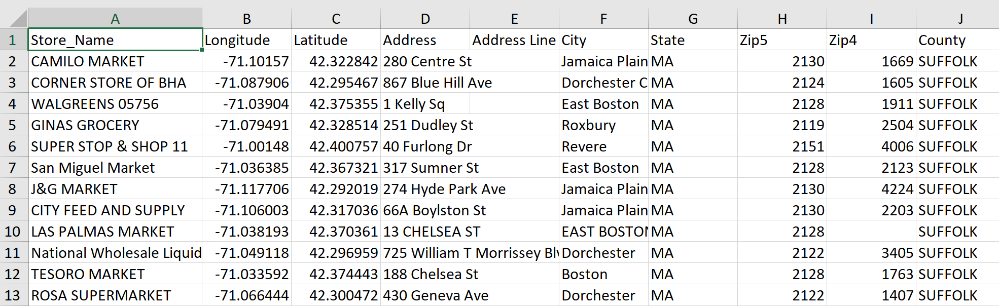 A B C D E F G H I J
1 Store_Name Longitude Latitude Address Address Line City State Zip5 Zip4 County
2 CAMILO MARKET -71.10157 42.322842 280 Centre St Jamaica Plain MA 2130 1669 SUFFOLK
3 CORNER STORE OF BHA -71.087906 42.295467 867 Blue Hill Ave Dorchester C MA 2124 1605 SUFFOLK
4 WALGREENS 05756 -71.03904 42.375355 1 Kelly Sq East Boston MA 2128 1911 SUFFOLK
5 GINAS GROCERY -71.079491 42.328514 251 Dudley St Roxbury MA 2119 2504 SUFFOLK
6 SUPER STOP & SHOP 11 -71.00148 42.400757 40 Furlong Dr Revere MA 2151 4006 SUFFOLK
7 San Miguel Market -71.036385 42.367321 317 Sumner St East Boston MA 2128 2123 SUFFOLK
8 J&G MARKET -71.117706 42.292019 274 Hyde Park Ave Jamaica Plain MA 2130 4224 SUFFOLK
9 CITY FEED AND SUPPLY -71.106003 42.317036 66A Boylston St Jamaica Plain MA 2130 2203 SUFFOLK
10 LAS PALMAS MARKET -71.038193 42.370361 13 CHELSEA ST EAST BOSTON MA 2128 SUFFOLK
11 National Wholesale Liquid -71.049118 42.296959 725 William T Morrissey Blv Dorchester MA 2122 3405 SUFFOLK
12 TESORO MARKET -71.033592 42.374443 188 Chelsea St Boston MA 2128 1763 SUFFOLK
13 ROSA SUPERMARKET -71.066444 42.300472 430 Geneva Ave Dorchester MA 2122 1407 SUFFOLK